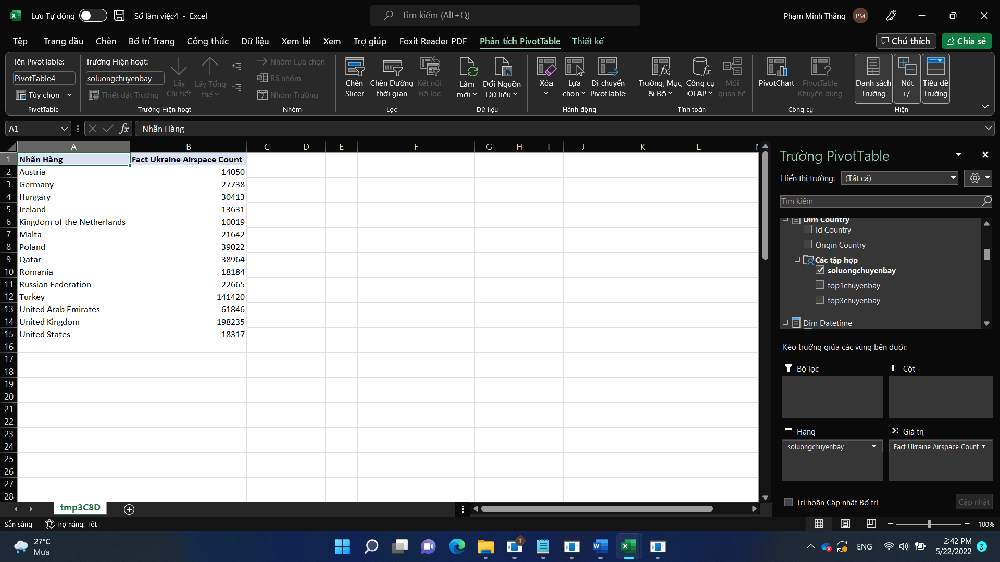 Lưu Tự động
Sổ làm việc4 - Excel
Tìm kiếm (Alt+Q)
Phạm Minh Thắng
PM
Tệp Trang đầu Chèn Bố trí Trang Công thức Dữ liệu Xem lại Xem Trợ giúp Foxit Reader PDF Phân tích PivotTable Thiết kế
Chú thích
Chia sẻ
Tên PivotTable:
PivotTable4
Tùy chọn
PivotTable
Trường Hiện hoạt:
soluongchuyenbay
Thiết đặt Trường
Lấy
Chi tiết
Lấy Tổng
thể
Trường Hiện hoạt
Nhóm Lựa chọn
Rã nhóm
Nhóm Trường
Nhóm
Chèn
Slicer
Chèn Đường
thời gian
Kết nối
Bộ lọc
Lọc
Làm
mới
Đổi Nguồn
Dữ liệu
Dữ liệu
Xóa
Lựa
chọn
Di chuyển
PivotTable
Hành động
Trường, Mục,
& Bộ
Công cụ
OLAP
Mối
quan hệ
Tính toán
PivotChart
PivotTable
Khuyên dùng
Công cụ
Danh sách
Trường
Nút
+/-
Tiêu đề
Trường
Hiện
A1
fx
Nhãn Hàng
A B C D E F G H I J K L
1 Nhãn Hàng Fact Ukraine Airspace Count
2 Austria 14050
3 Germany 27738
4 Hungary 30413
5 Ireland 13631
6 Kingdom of the Netherlands 10019
7 Malta 21642
8 Poland 39022
9 Qatar 38964
10 Romania 18184
11 Russian Federation 22665
12 Turkey 141420
13 United Arab Emirates 61846
14 United Kingdom 198235
15 United States 18317
16
17
18
19
20
21
22
23
24
25
26
27
28
Trường PivotTable
Hiển thị trường: (Tất cả)
Tìm kiếm
Dim Country
Id Country
Origin Country
Các tập hợp
soluongchuyenbay
top1chuyenbay
top3chuyenbay
Dim Datetime
Kéo trường giữa các vùng bên dưới:
Bộ lọc
Cột
Hàng
Σ Giá trị
soluongchuyenbay
Fact Ukraine Airspace Count
Trì hoãn Cập nhật Bố trí
Cập nhật
tmp3C8D
Sẵn sàng
Trợ năng: Tốt
100%
27°C
Mưa
T
ENG
2:42 PM
5/22/2022
3